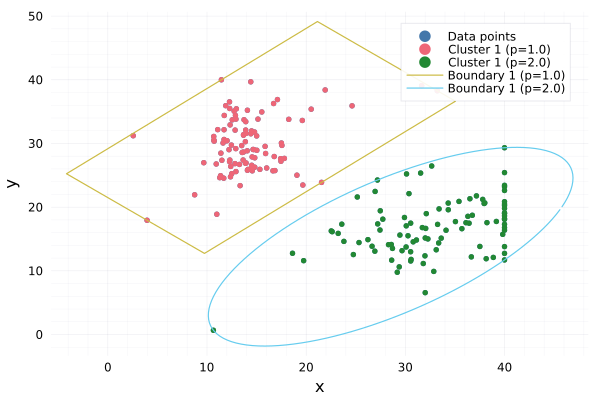 50
40
30
20
10
0
0
10
20
30
40
x
y
Data points
Cluster 1 (p=1.0)
Cluster 1 (p=2.0)
Boundary 1 (p=1.0)
Boundary 1 (p=2.0)